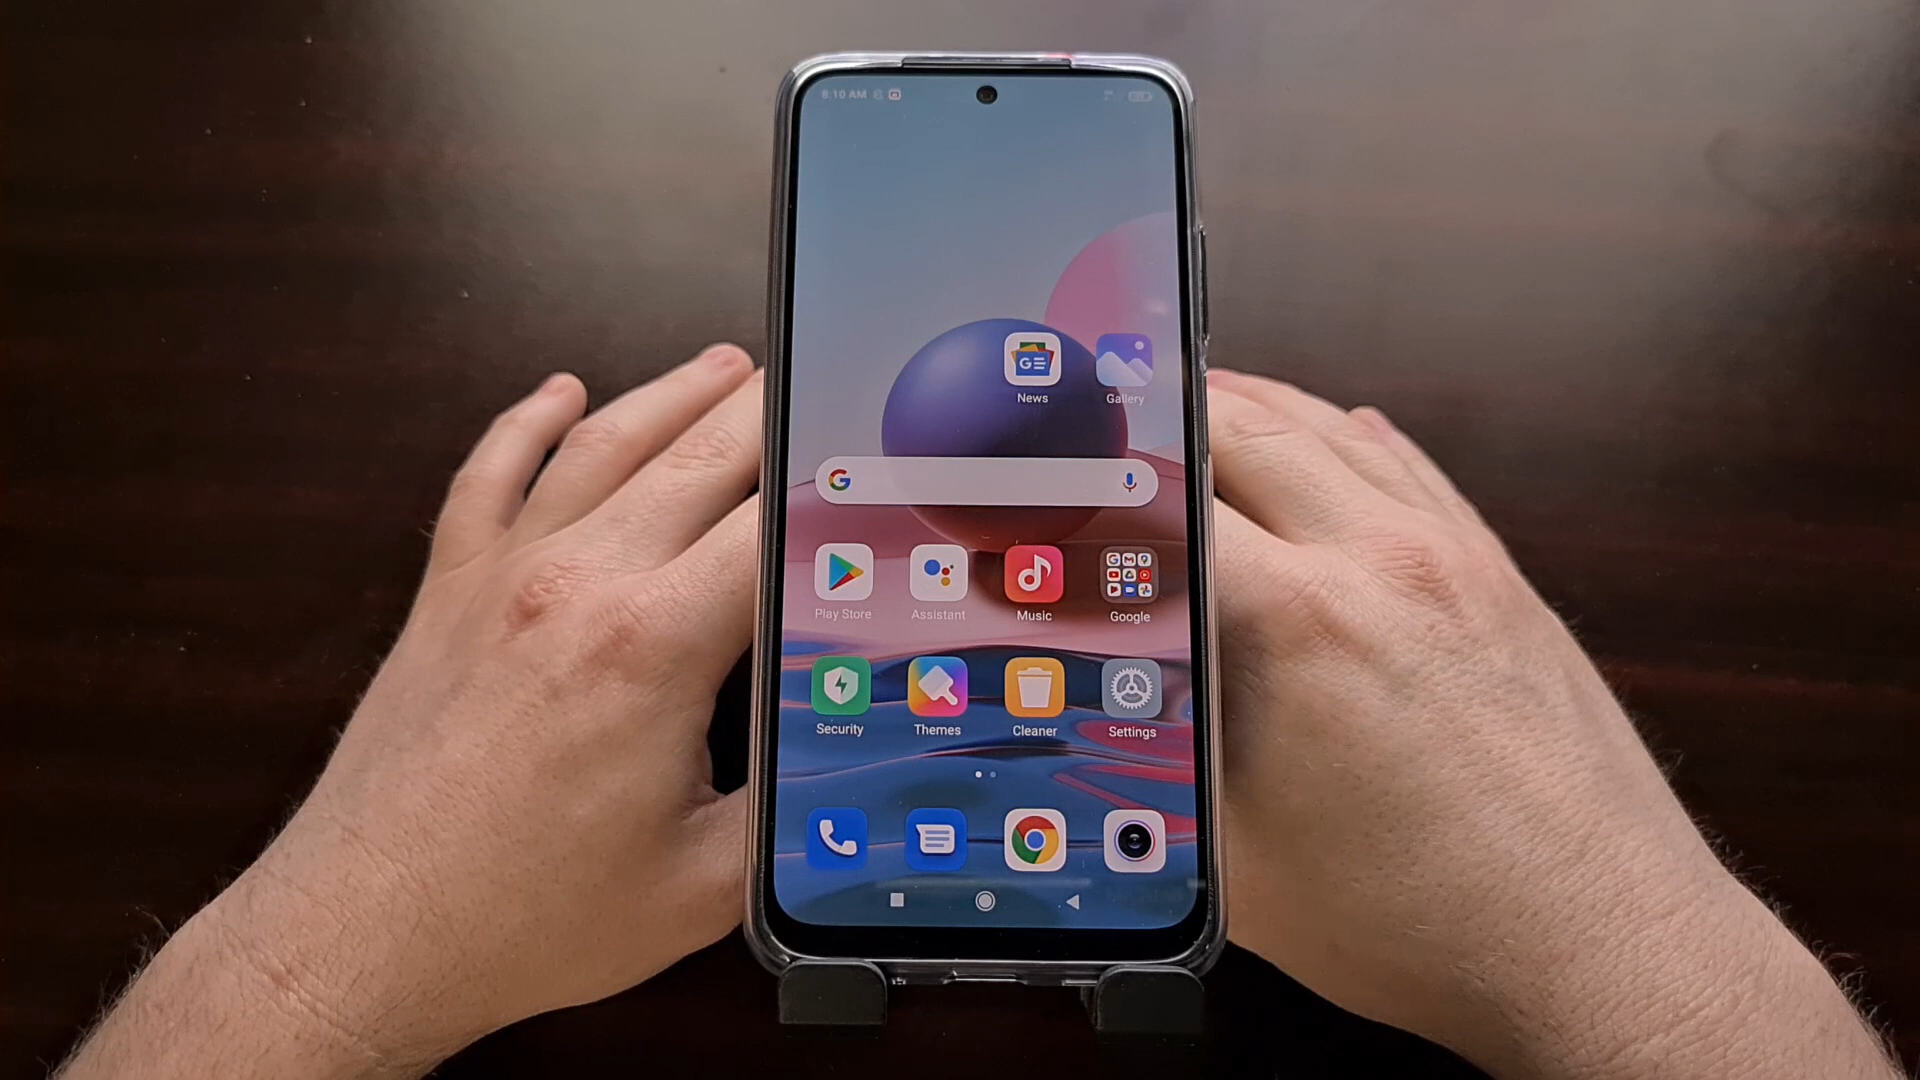 8:10 AM
News Gallery
Play Store Assistant Music Google
Security Themes Cleaner Settings